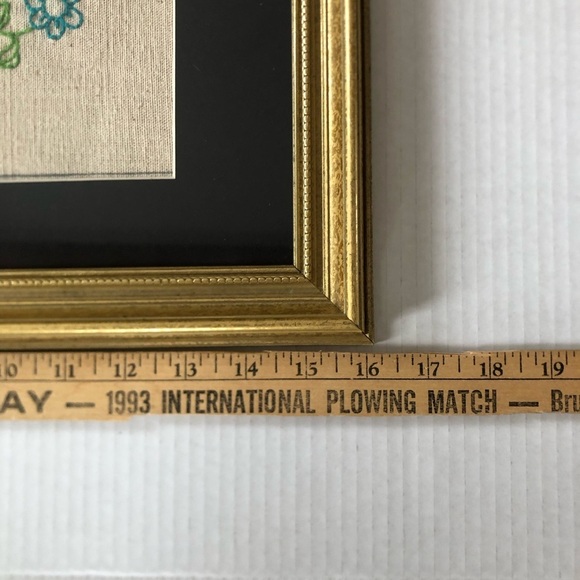 10 11 12 13 14 15 16 17 18 19
AY — 1993 INTERNATIONAL PLOWING MATCH — Bru